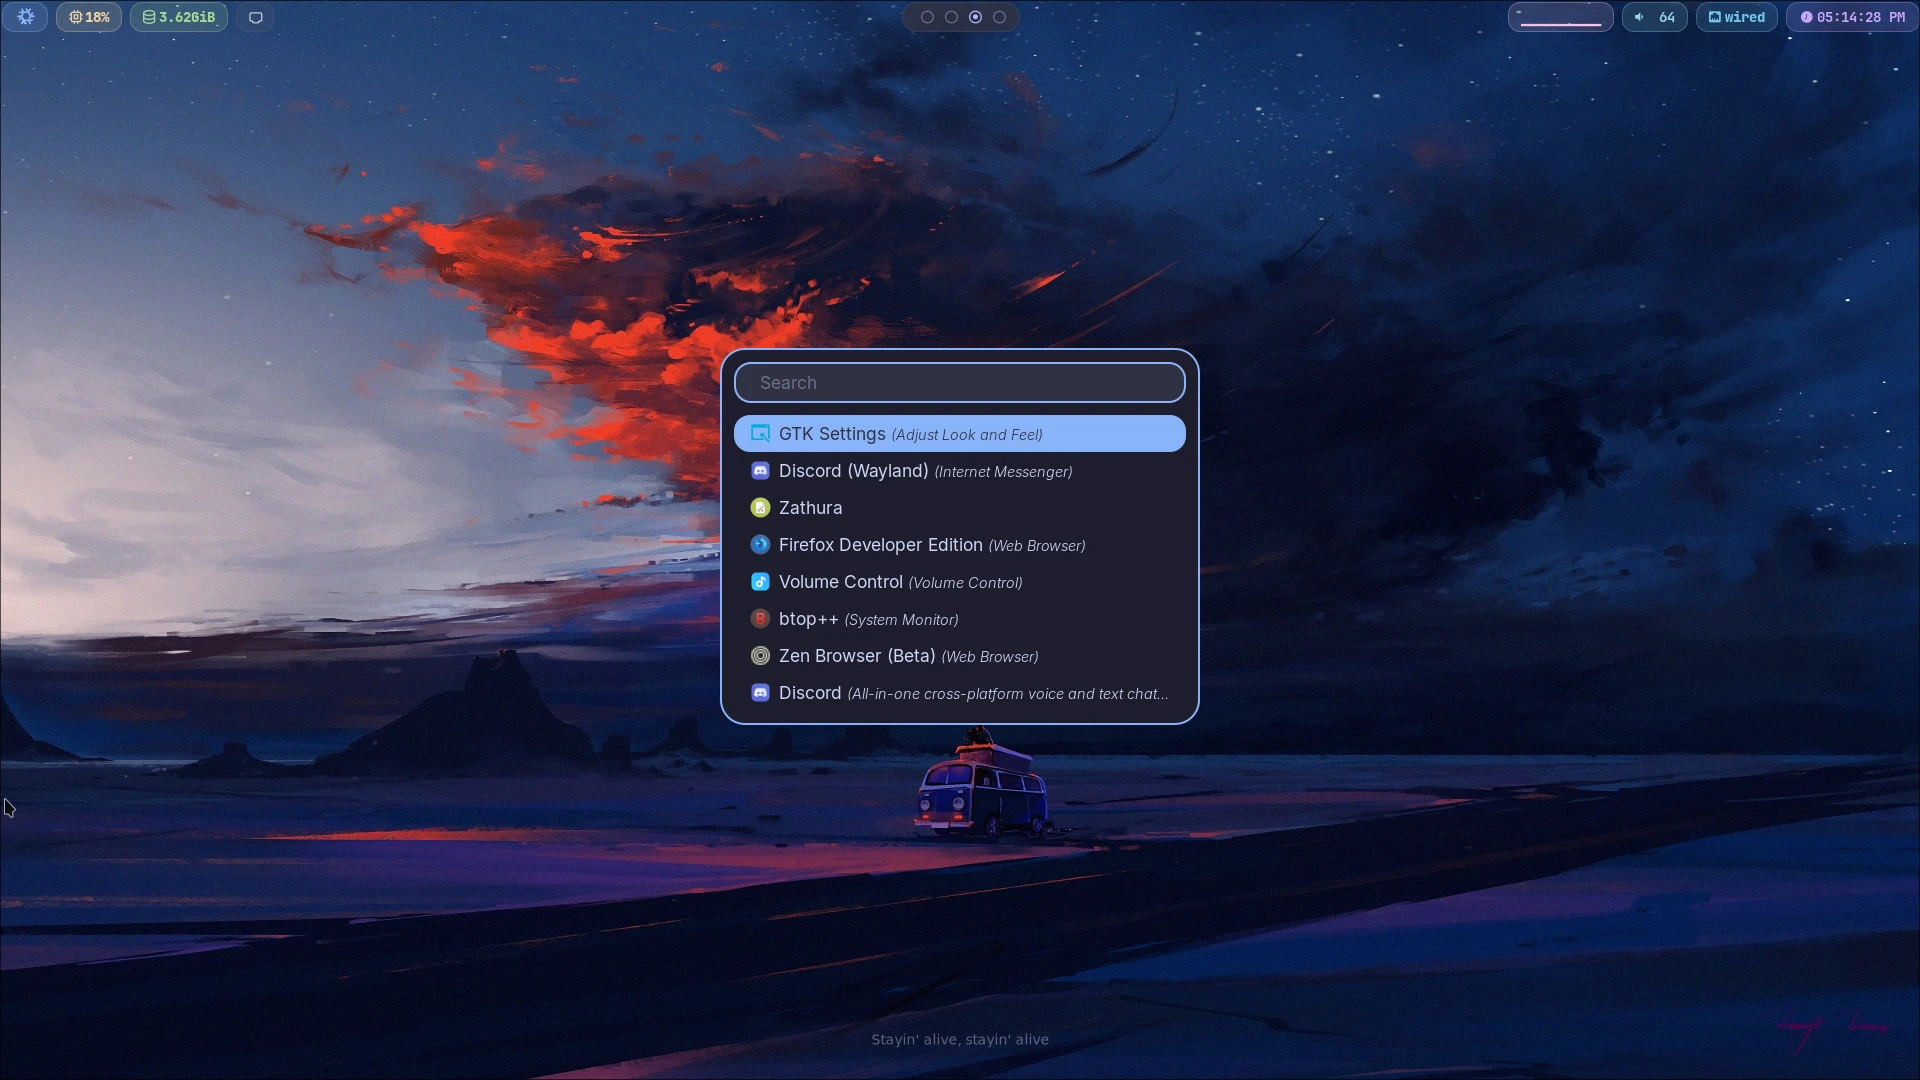 18%
3.62GiB
64
wired
05:14:28 PM
Search
GTK Settings (Adjust Look and Feel)
Discord (Wayland) (Internet Messenger)
Zathura
Firefox Developer Edition (Web Browser)
Volume Control (Volume Control)
btop++ (System Monitor)
Zen Browser (Beta) (Web Browser)
Discord (All-in-one cross-platform voice and text chat...
Stayin' alive, stayin' alive